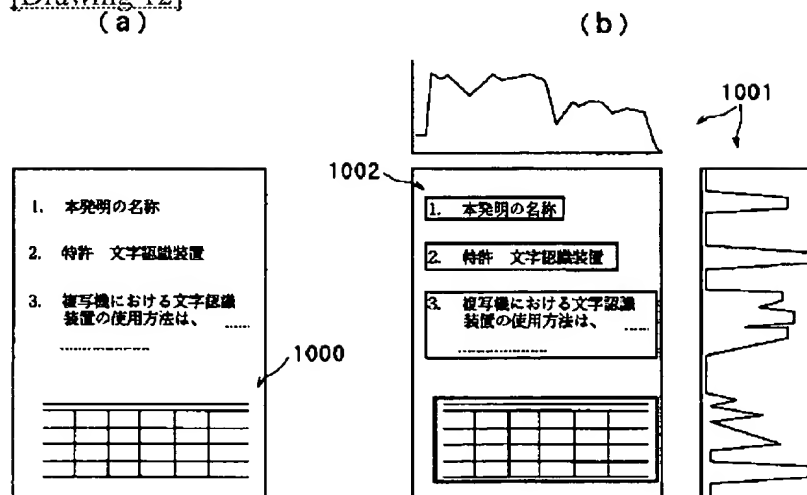 [Drawing 12]
(a)
(b)
1001
1002
1. 本発明の名称
2. 特許 文字認識装置
3. 複写機における文字認識
装置の使用方法は、
1000
1. 本発明の名称
2. 特許 文字認識装置
3. 複写機における文字認識
装置の使用方法は、